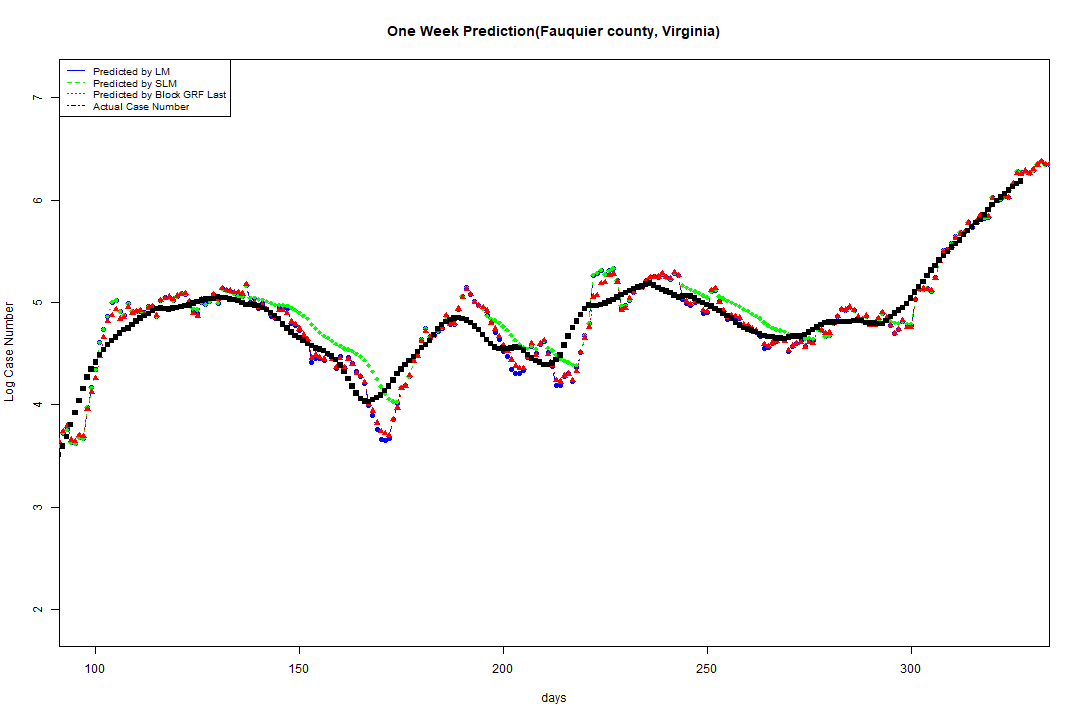 One Week Prediction(Fauquier county, Virginia)
Predicted by LM
Predicted by SLM
Predicted by Block GRF Last
Actual Case Number
7
6
5
4
3
2
Log Case Number
100 150 200 250 300
days